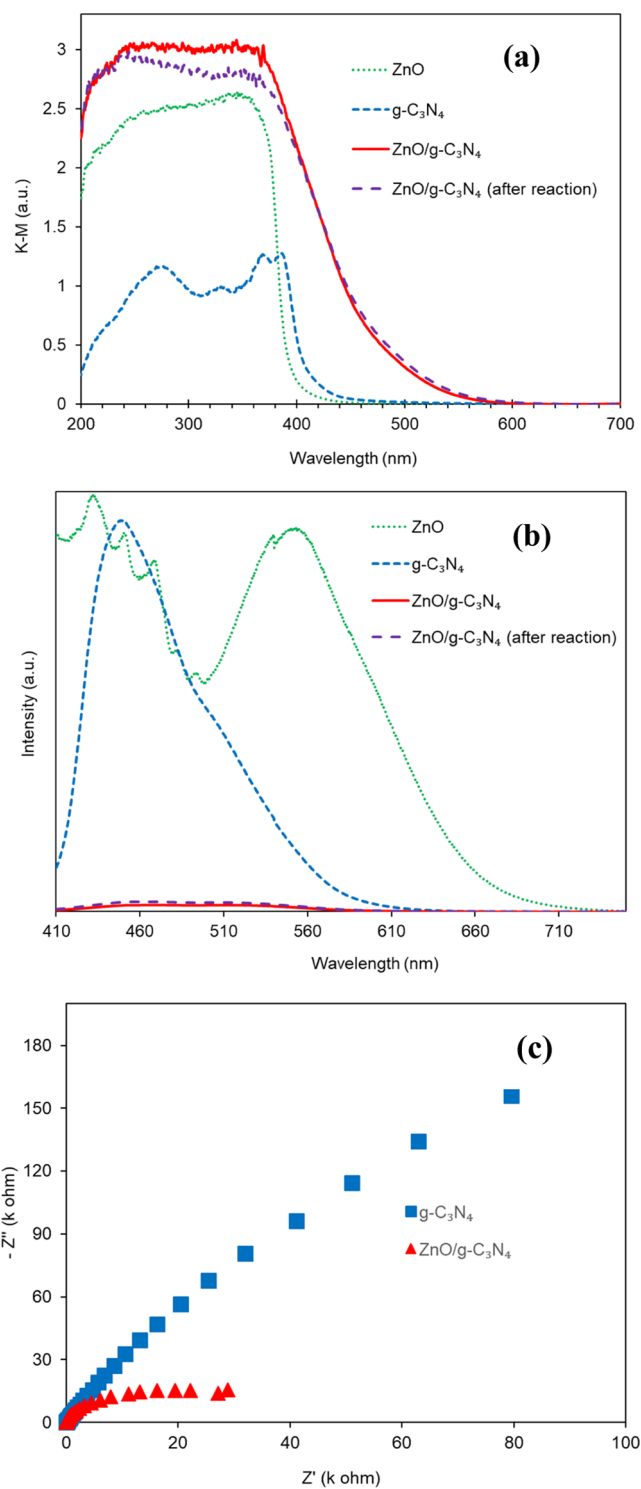 (a)
3
2.5
2
1.5
1
0.5
0
K-M (a.u.)
ZnO
g-C₃N₄
ZnO/g-C₃N₄
ZnO/g-C₃N₄ (after reaction)
200 300 400 500 600 700
Wavelength (nm)
(b)
Intensity (a.u.)
ZnO
g-C₃N₄
ZnO/g-C₃N₄
ZnO/g-C₃N₄ (after reaction)
410 460 510 560 610 660 710
Wavelength (nm)
(c)
180
150
120
90
60
30
0
- Z" (k ohm)
g-C₃N₄
ZnO/g-C₃N₄
0 20 40 60 80 100
Z' (k ohm)